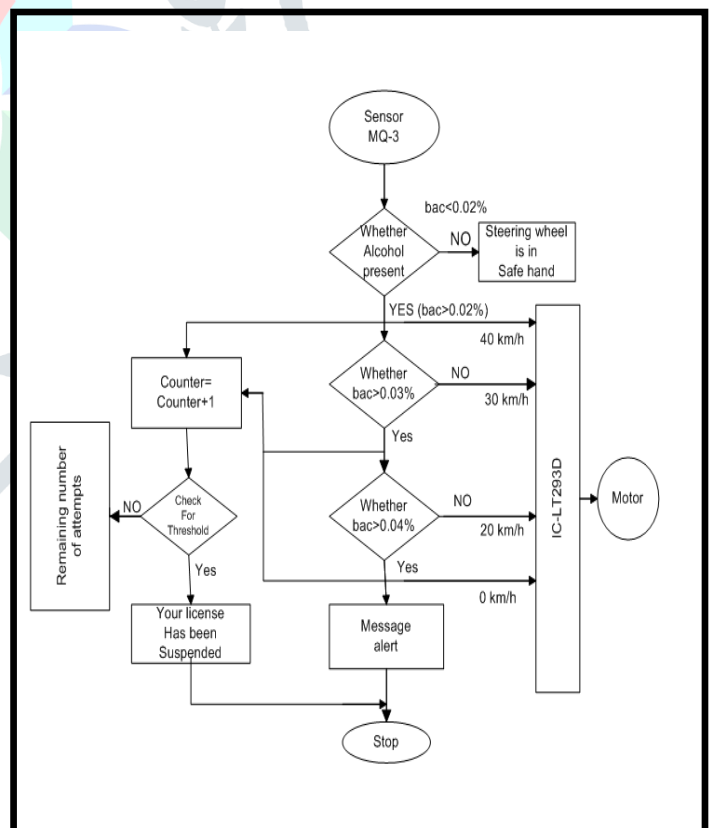 Sensor
MQ-3
bac<0.02%
Whether
Alcohol
present
NO
Steering wheel
is in
Safe hand
YES (bac>0.02%)
40 km/h
Counter=
Counter+1
Whether
bac>0.03%
NO
30 km/h
Yes
Remaining number
of attempts
NO
Check
For
Threshold
Whether
bac>0.04%
NO
20 km/h
IC-LT293D
Motor
Yes
Yes
0 km/h
Your license
Has been
Suspended
Message
alert
Stop